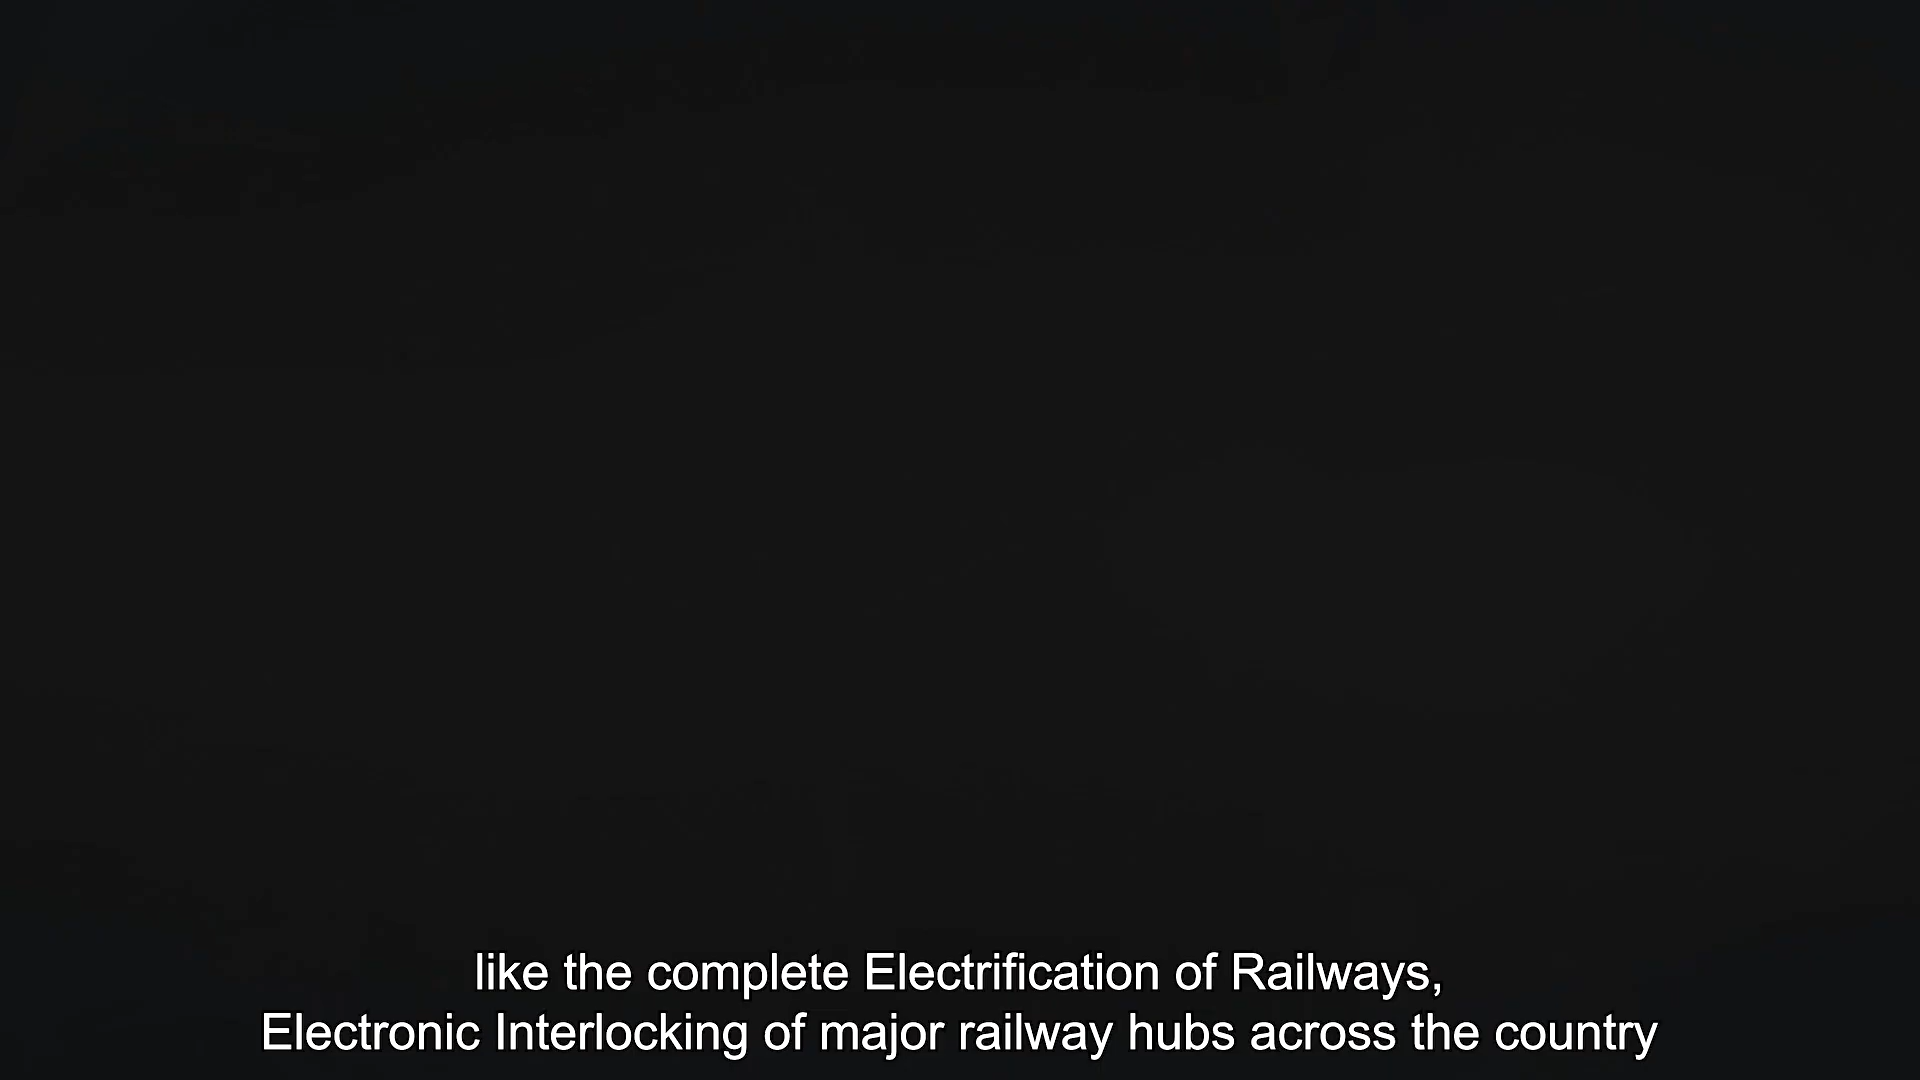 like the complete Electrification of Railways,
Electronic Interlocking of major railway hubs across the country